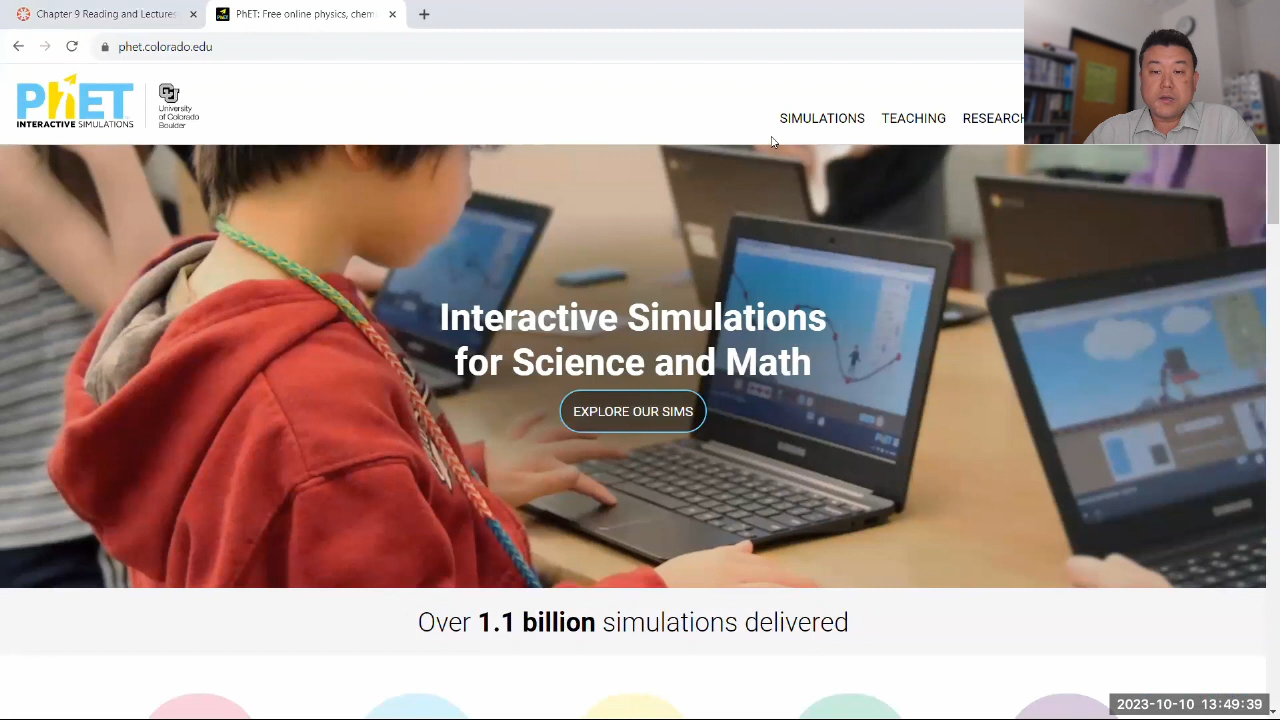 Chapter 9 Reading and Lectures
PhET: Free online physics, chem
phet.colorado.edu
PhET
INTERACTIVE SIMULATIONS
University
of Colorado
Boulder
SIMULATIONS TEACHING RESEARCH
Interactive Simulations
for Science and Math
EXPLORE OUR SIMS
Over 1.1 billion simulations delivered
2023-10-10 13:49:39